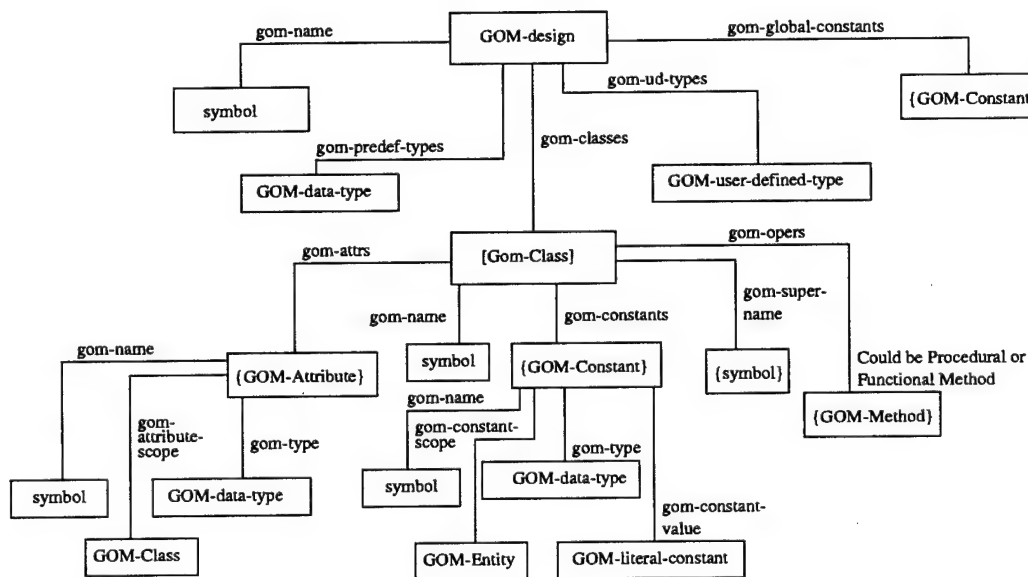 gom-name
GOM-design
gom-global-constants
symbol
gom-ud-types
{GOM-Constant
gom-predef-types
gom-classes
GOM-data-type
GOM-user-defined-type
gom-attrs
[Gom-Class]
gom-opers
gom-name
gom-constants
gom-super-
name
gom-name
{GOM-Attribute}
symbol
{GOM-Constant}
{symbol}
Could be Procedural or
Functional Method
{GOM-Method}
gom-
attribute-
scope
gom-type
gom-name
gom-constant-
scope
gom-type
symbol
GOM-data-type
symbol
GOM-data-type
gom-constant-
value
GOM-Class
GOM-Entity
GOM-literal-constant